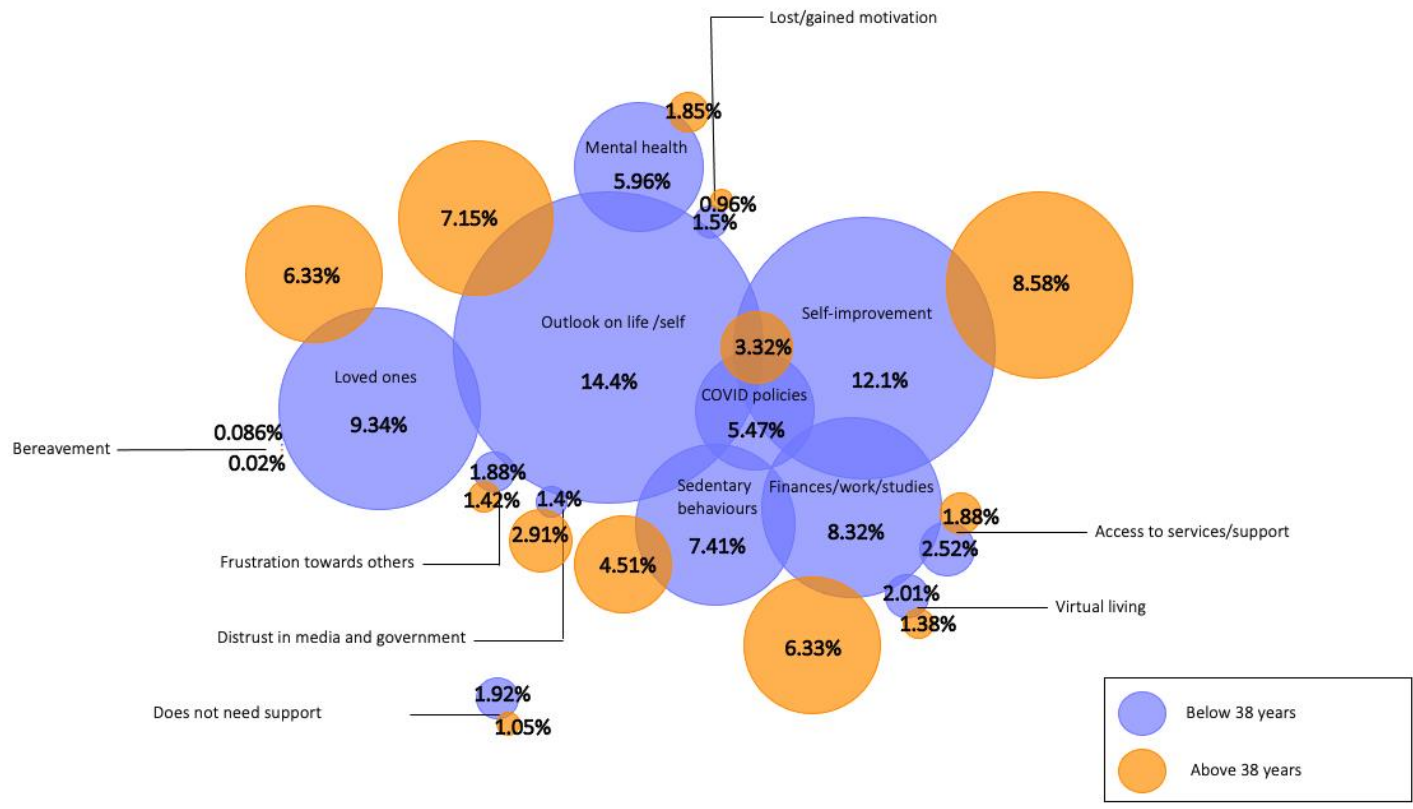 Lost/gained motivation
1.85%
Mental health
5.96%
0.96%
1.5%
7.15%
6.33%
8.58%
Self-improvement
12.1%
Outlook on life /self
14.4%
3.32%
Loved ones
9.34%
COVID policies
5.47%
0.086%
Bereavement
0.02%
1.88%
1.42%
1.4%
2.91%
Sedentary
behaviours
7.41%
Finances/work/studies
8.32%
1.88%
2.52%
Access to services/support
4.51%
Frustration towards others
2.01%
1.38%
Virtual living
Distrust in media and government
6.33%
1.92%
Does not need support
1.05%
Below 38 years
Above 38 years